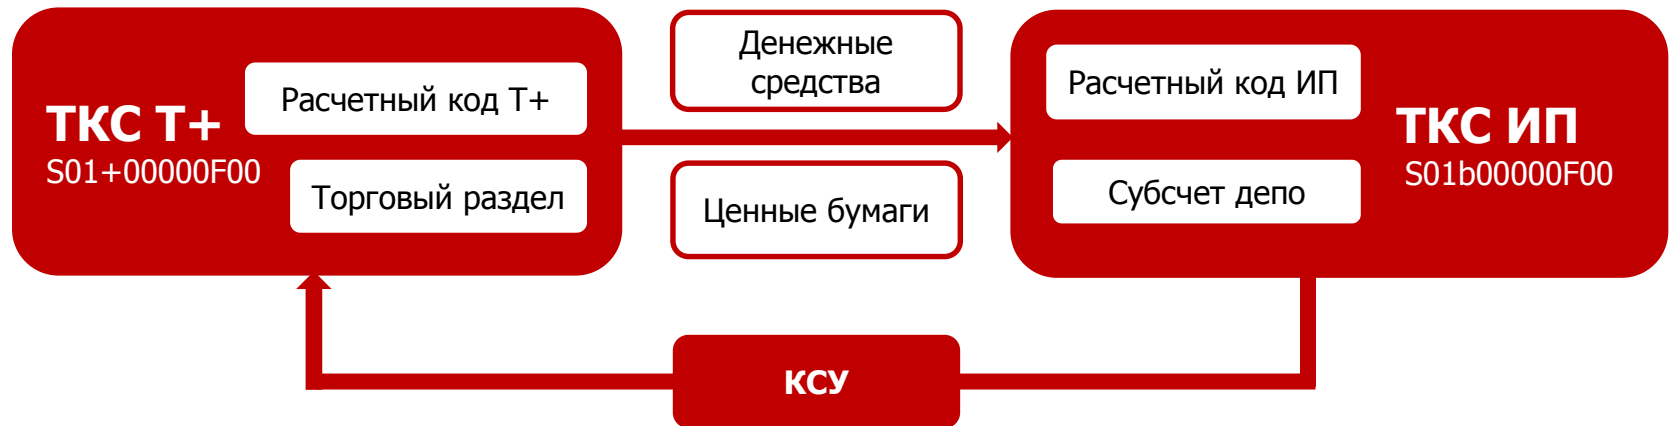 ТКС Т+
S01+00000F00
Расчетный код Т+
Торговый раздел
Денежные
средства
Ценные бумаги
Расчетный код ИП
Субсчет депо
ТКС ИП
S01b00000F00
КСУ